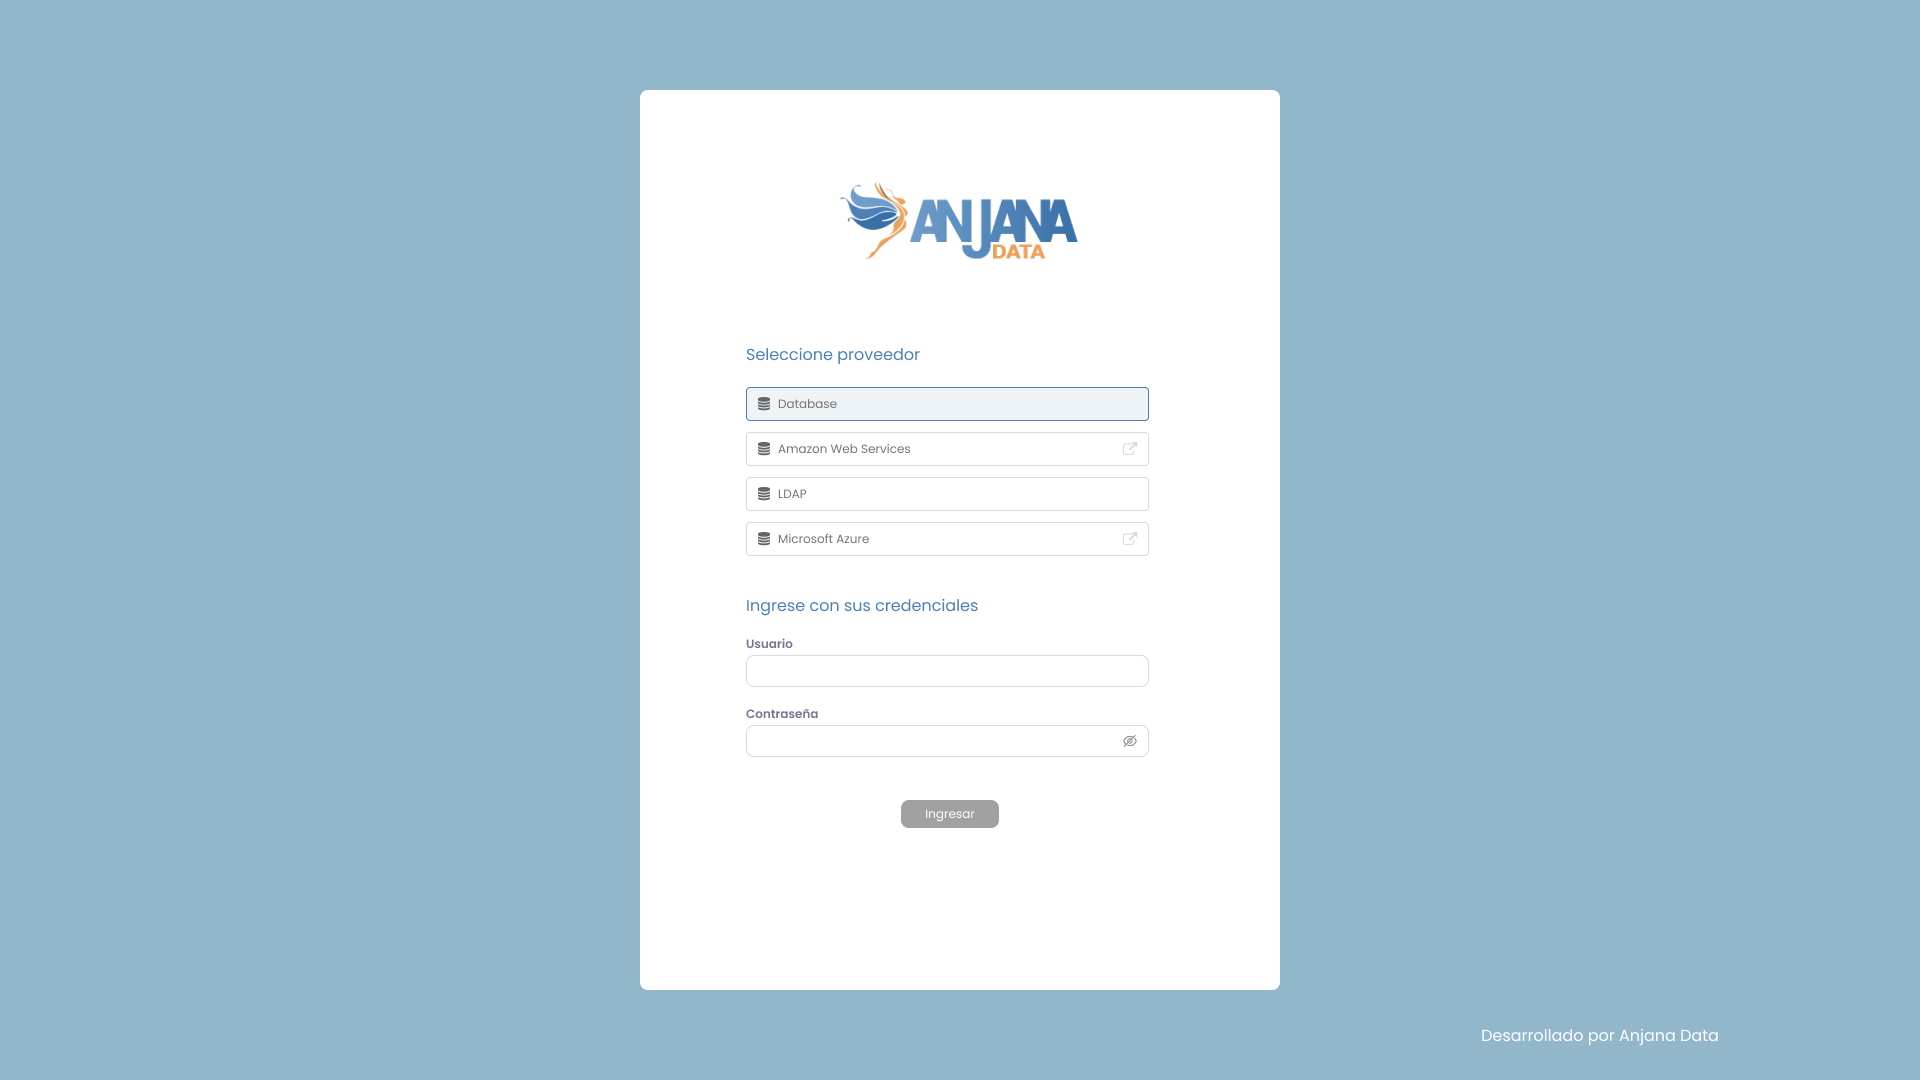 ANJANA
DATA
Seleccione proveedor
Database
Amazon Web Services
LDAP
Microsoft Azure
Ingrese con sus credenciales
Usuario
Contraseña
Ingresar
Desarrollado por Anjana Data